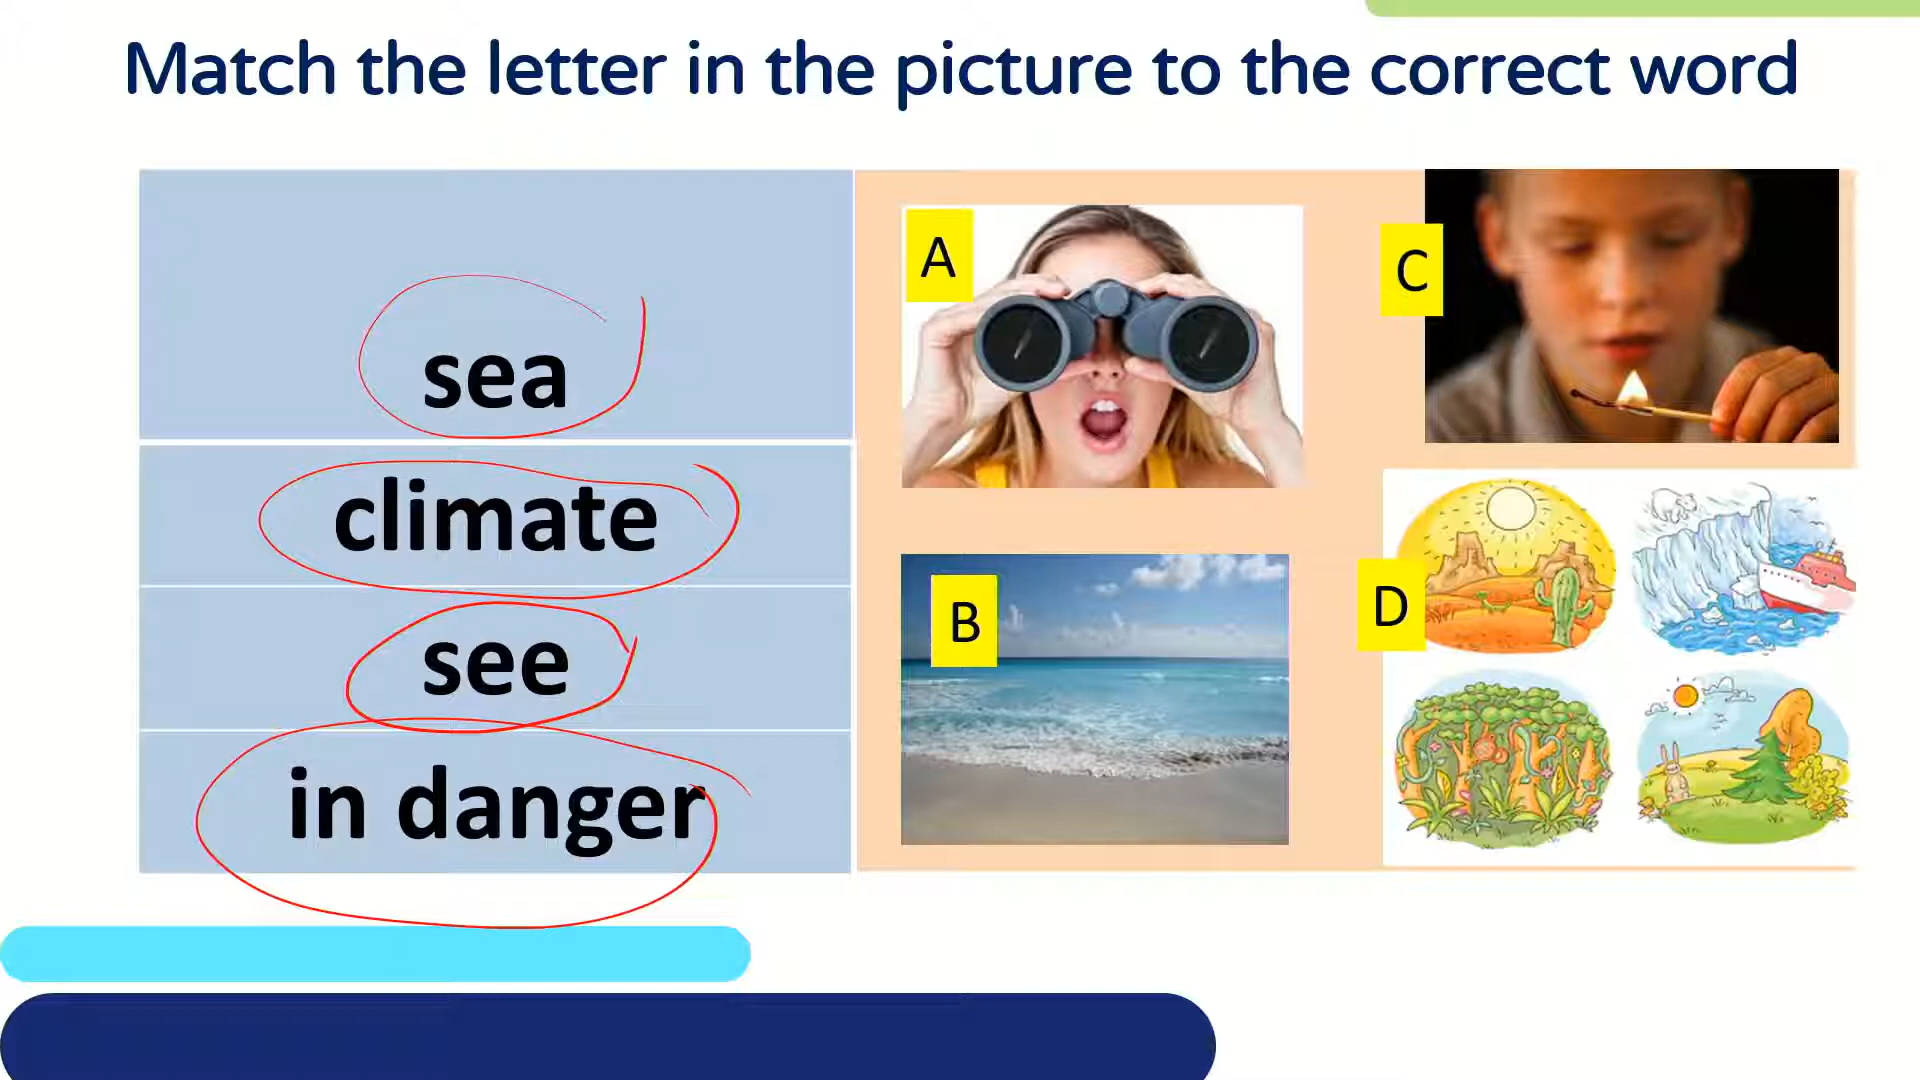 Match the letter in the picture to the correct word
sea
climate
see
in danger
A
B
C
D